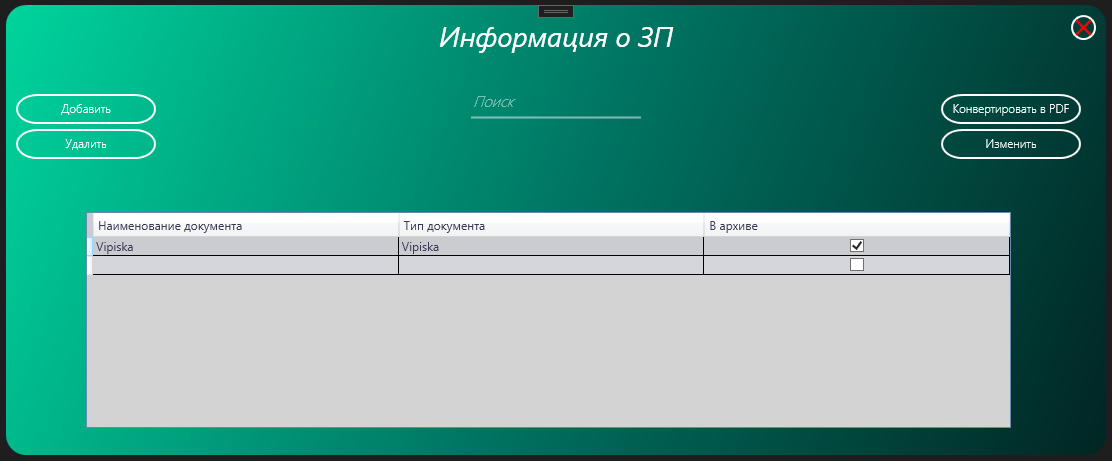 Информация о ЗП
Добавить
Поиск
Конвертировать в PDF
Удалить
Изменить
Наименование документа Тип документа В архиве
Vipiska Vipiska